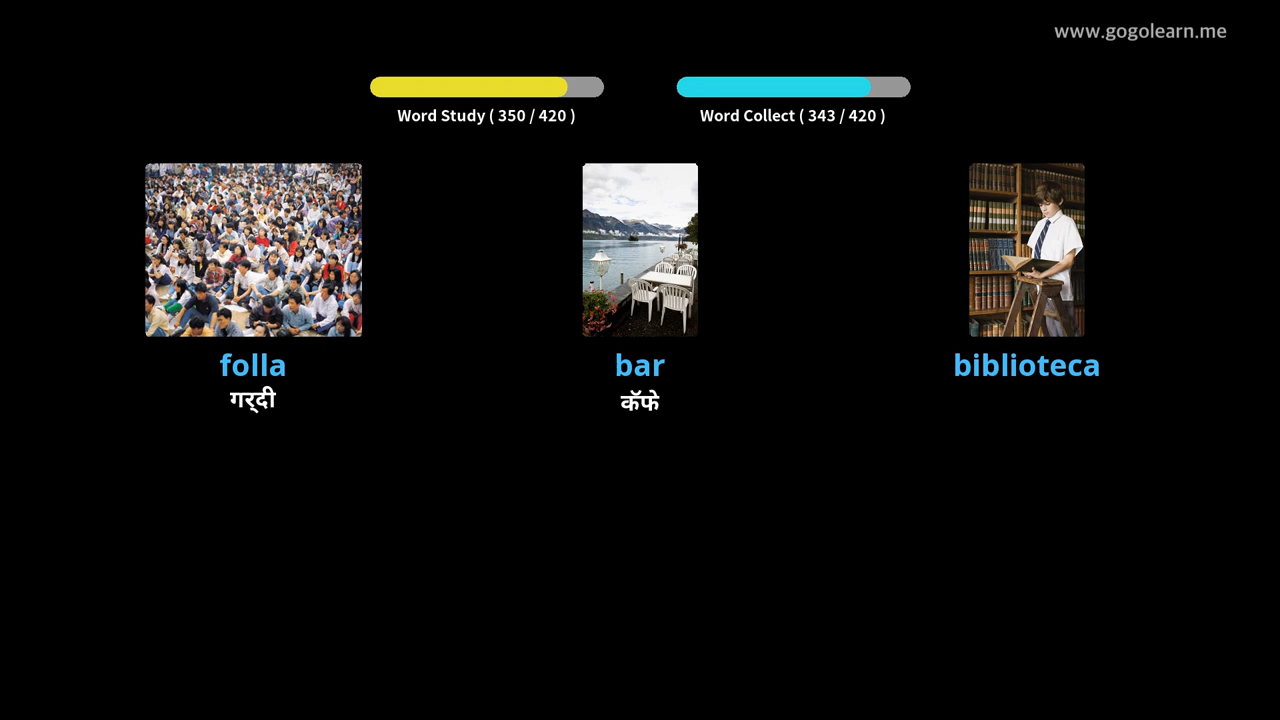 www.gogolearn.me
Word Study ( 350 / 420 )
Word Collect ( 343 / 420 )
folla
bar
biblioteca
गर्‌दी
कॅफे